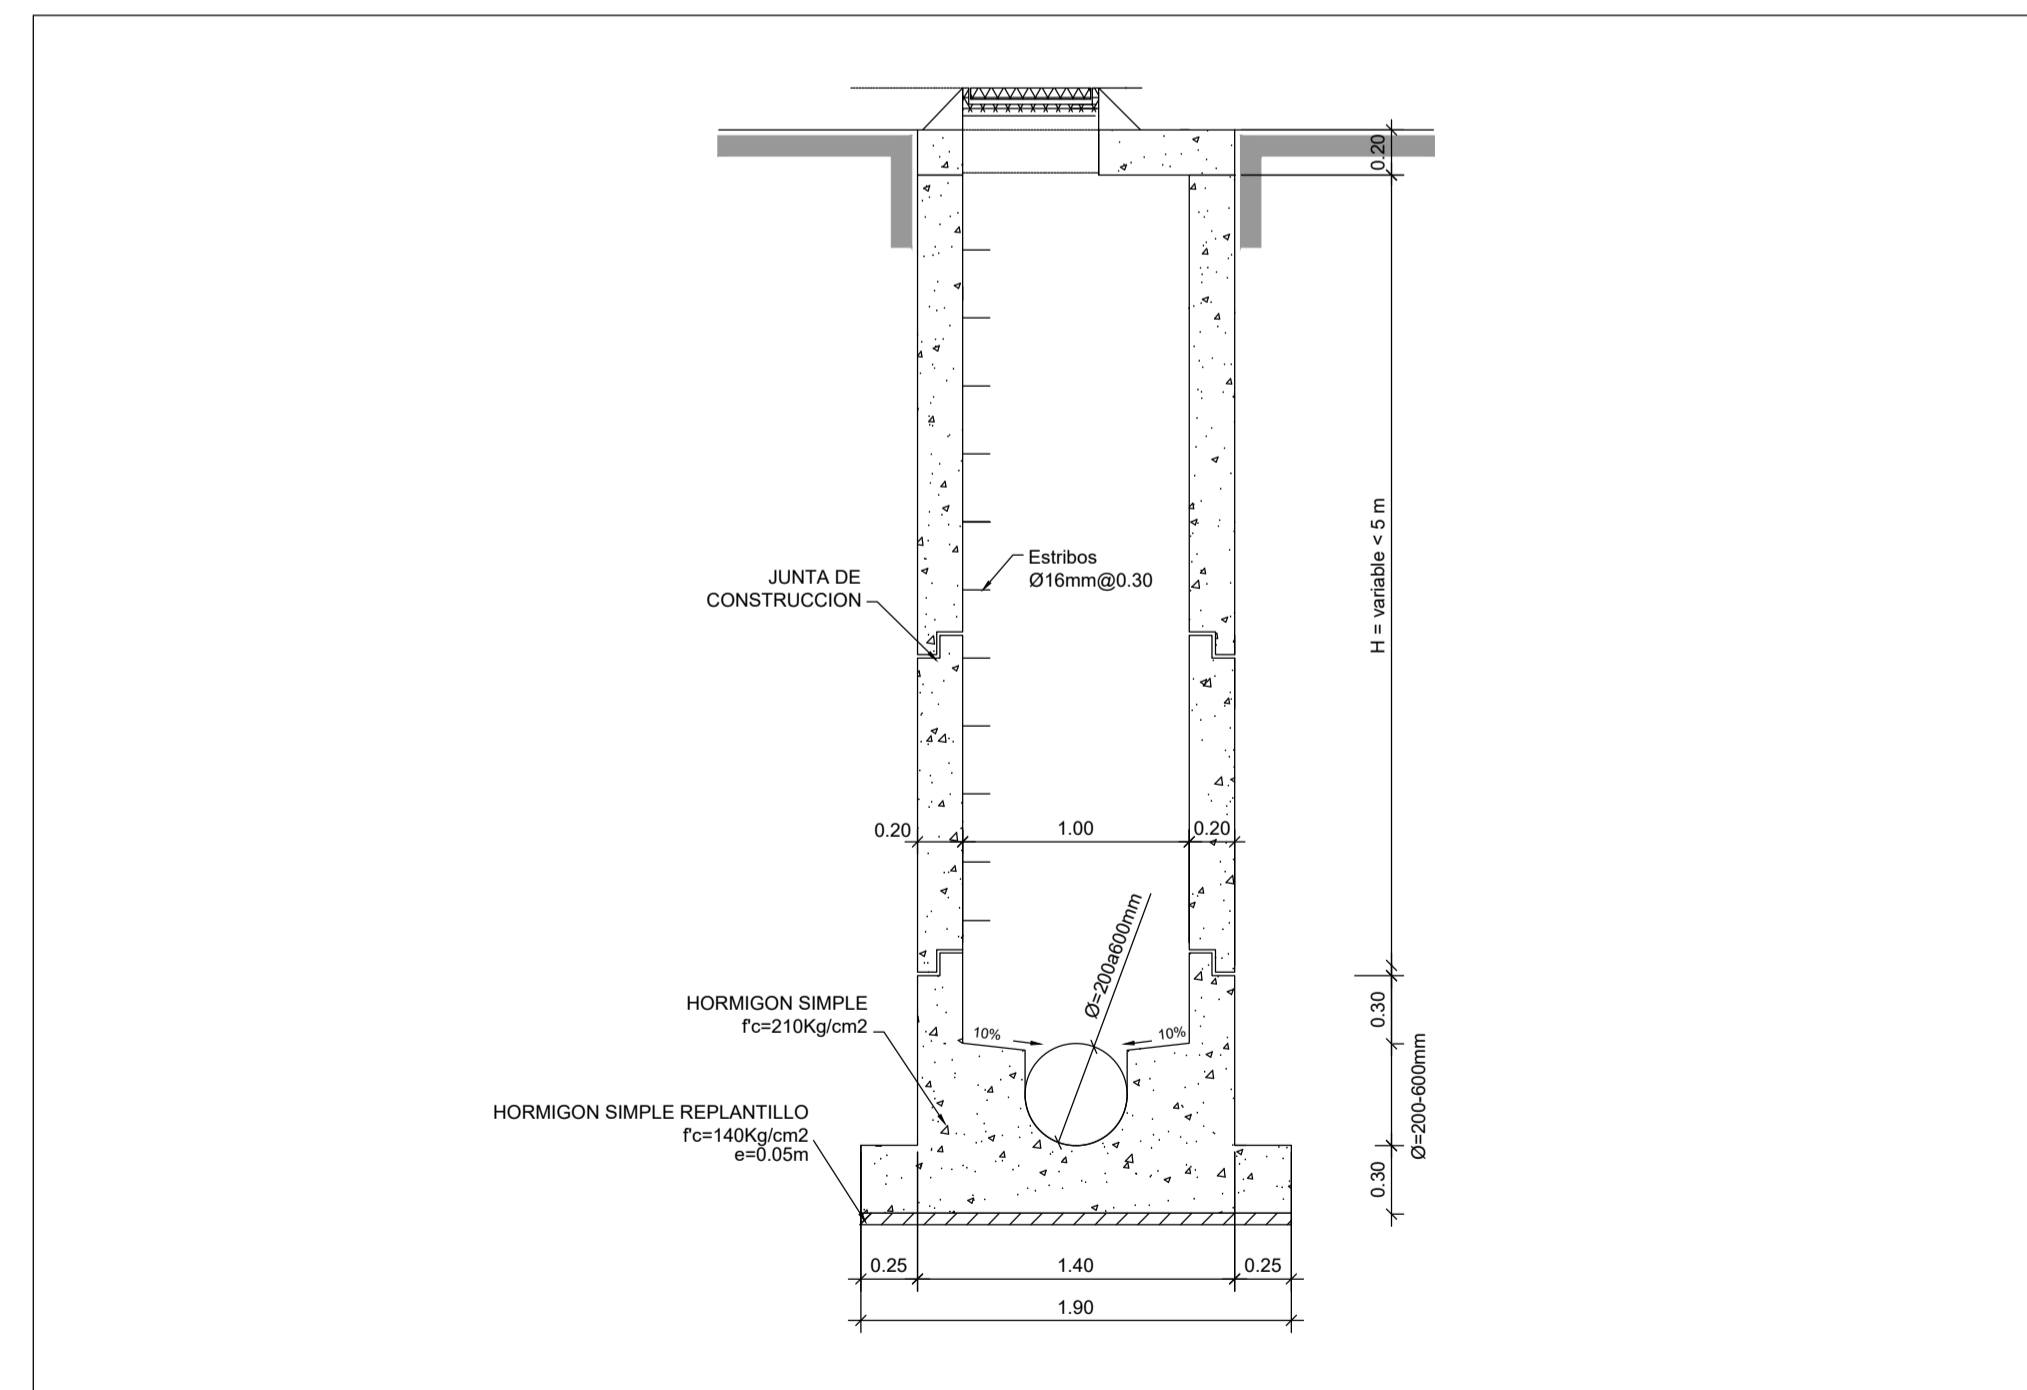 0.20
H = variable < 5 m
Estribos
Ø16mm@0.30
JUNTA DE
CONSTRUCCION
0.20
1.00
0.20
Ø=200a600mm
HORMIGON SIMPLE
f'c=210Kg/cm2
10%
10%
0.30
Ø=200-600mm
HORMIGON SIMPLE REPLANTILLO
f'c=140Kg/cm2
e=0.05m
0.30
0.25
1.40
0.25
1.90